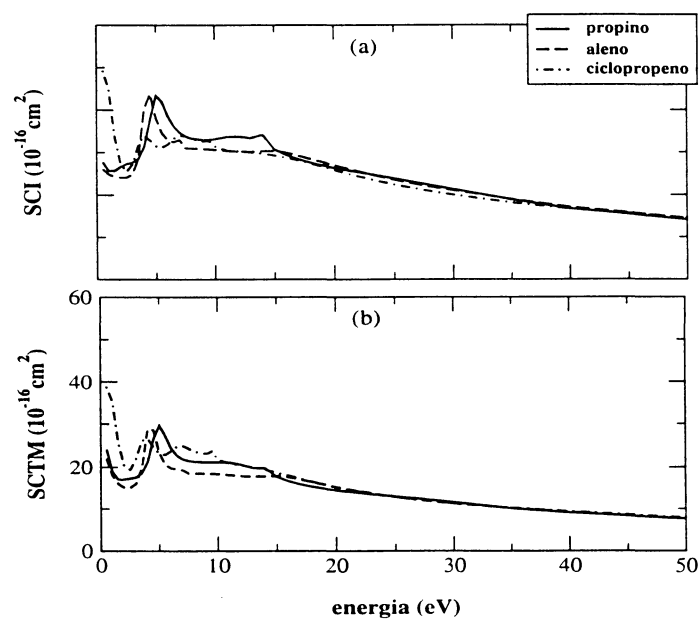 propino
aleno
ciclopropeno
(a)
SCI (10⁻¹⁶ cm²)
60
40
20
0
(b)
SCTM (10⁻¹⁶ cm²)
0 10 20 30 40 50
energia (eV)